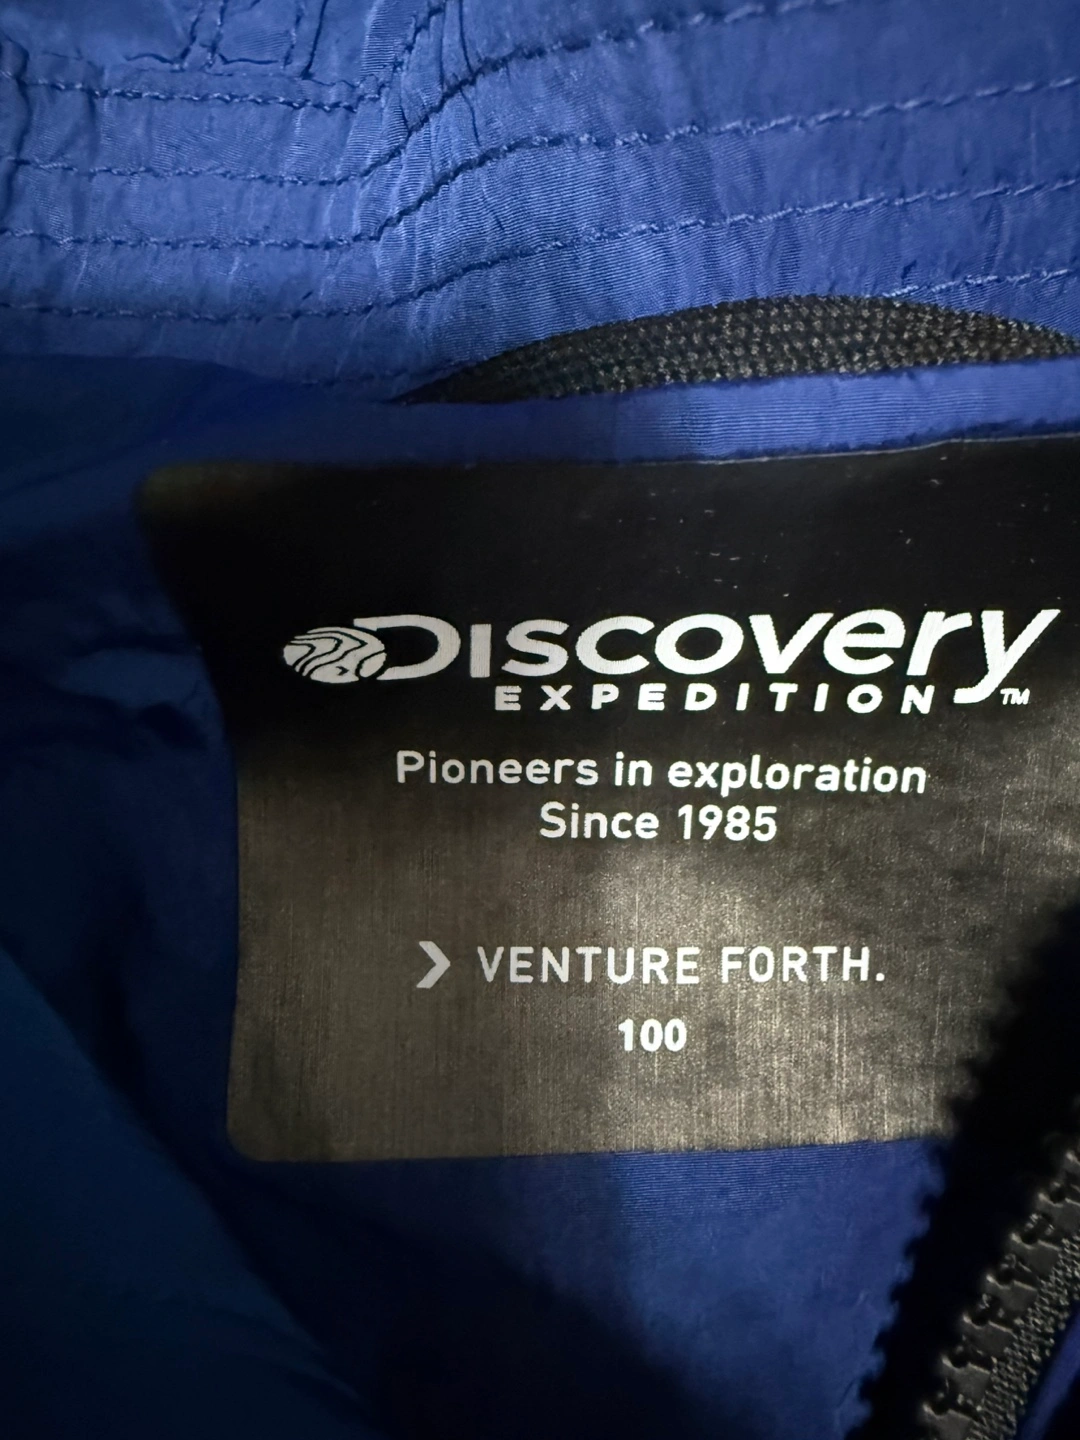 DISCOVERY
EXPEDITION™
Pioneers in exploration
Since 1985
VENTURE FORTH.
100